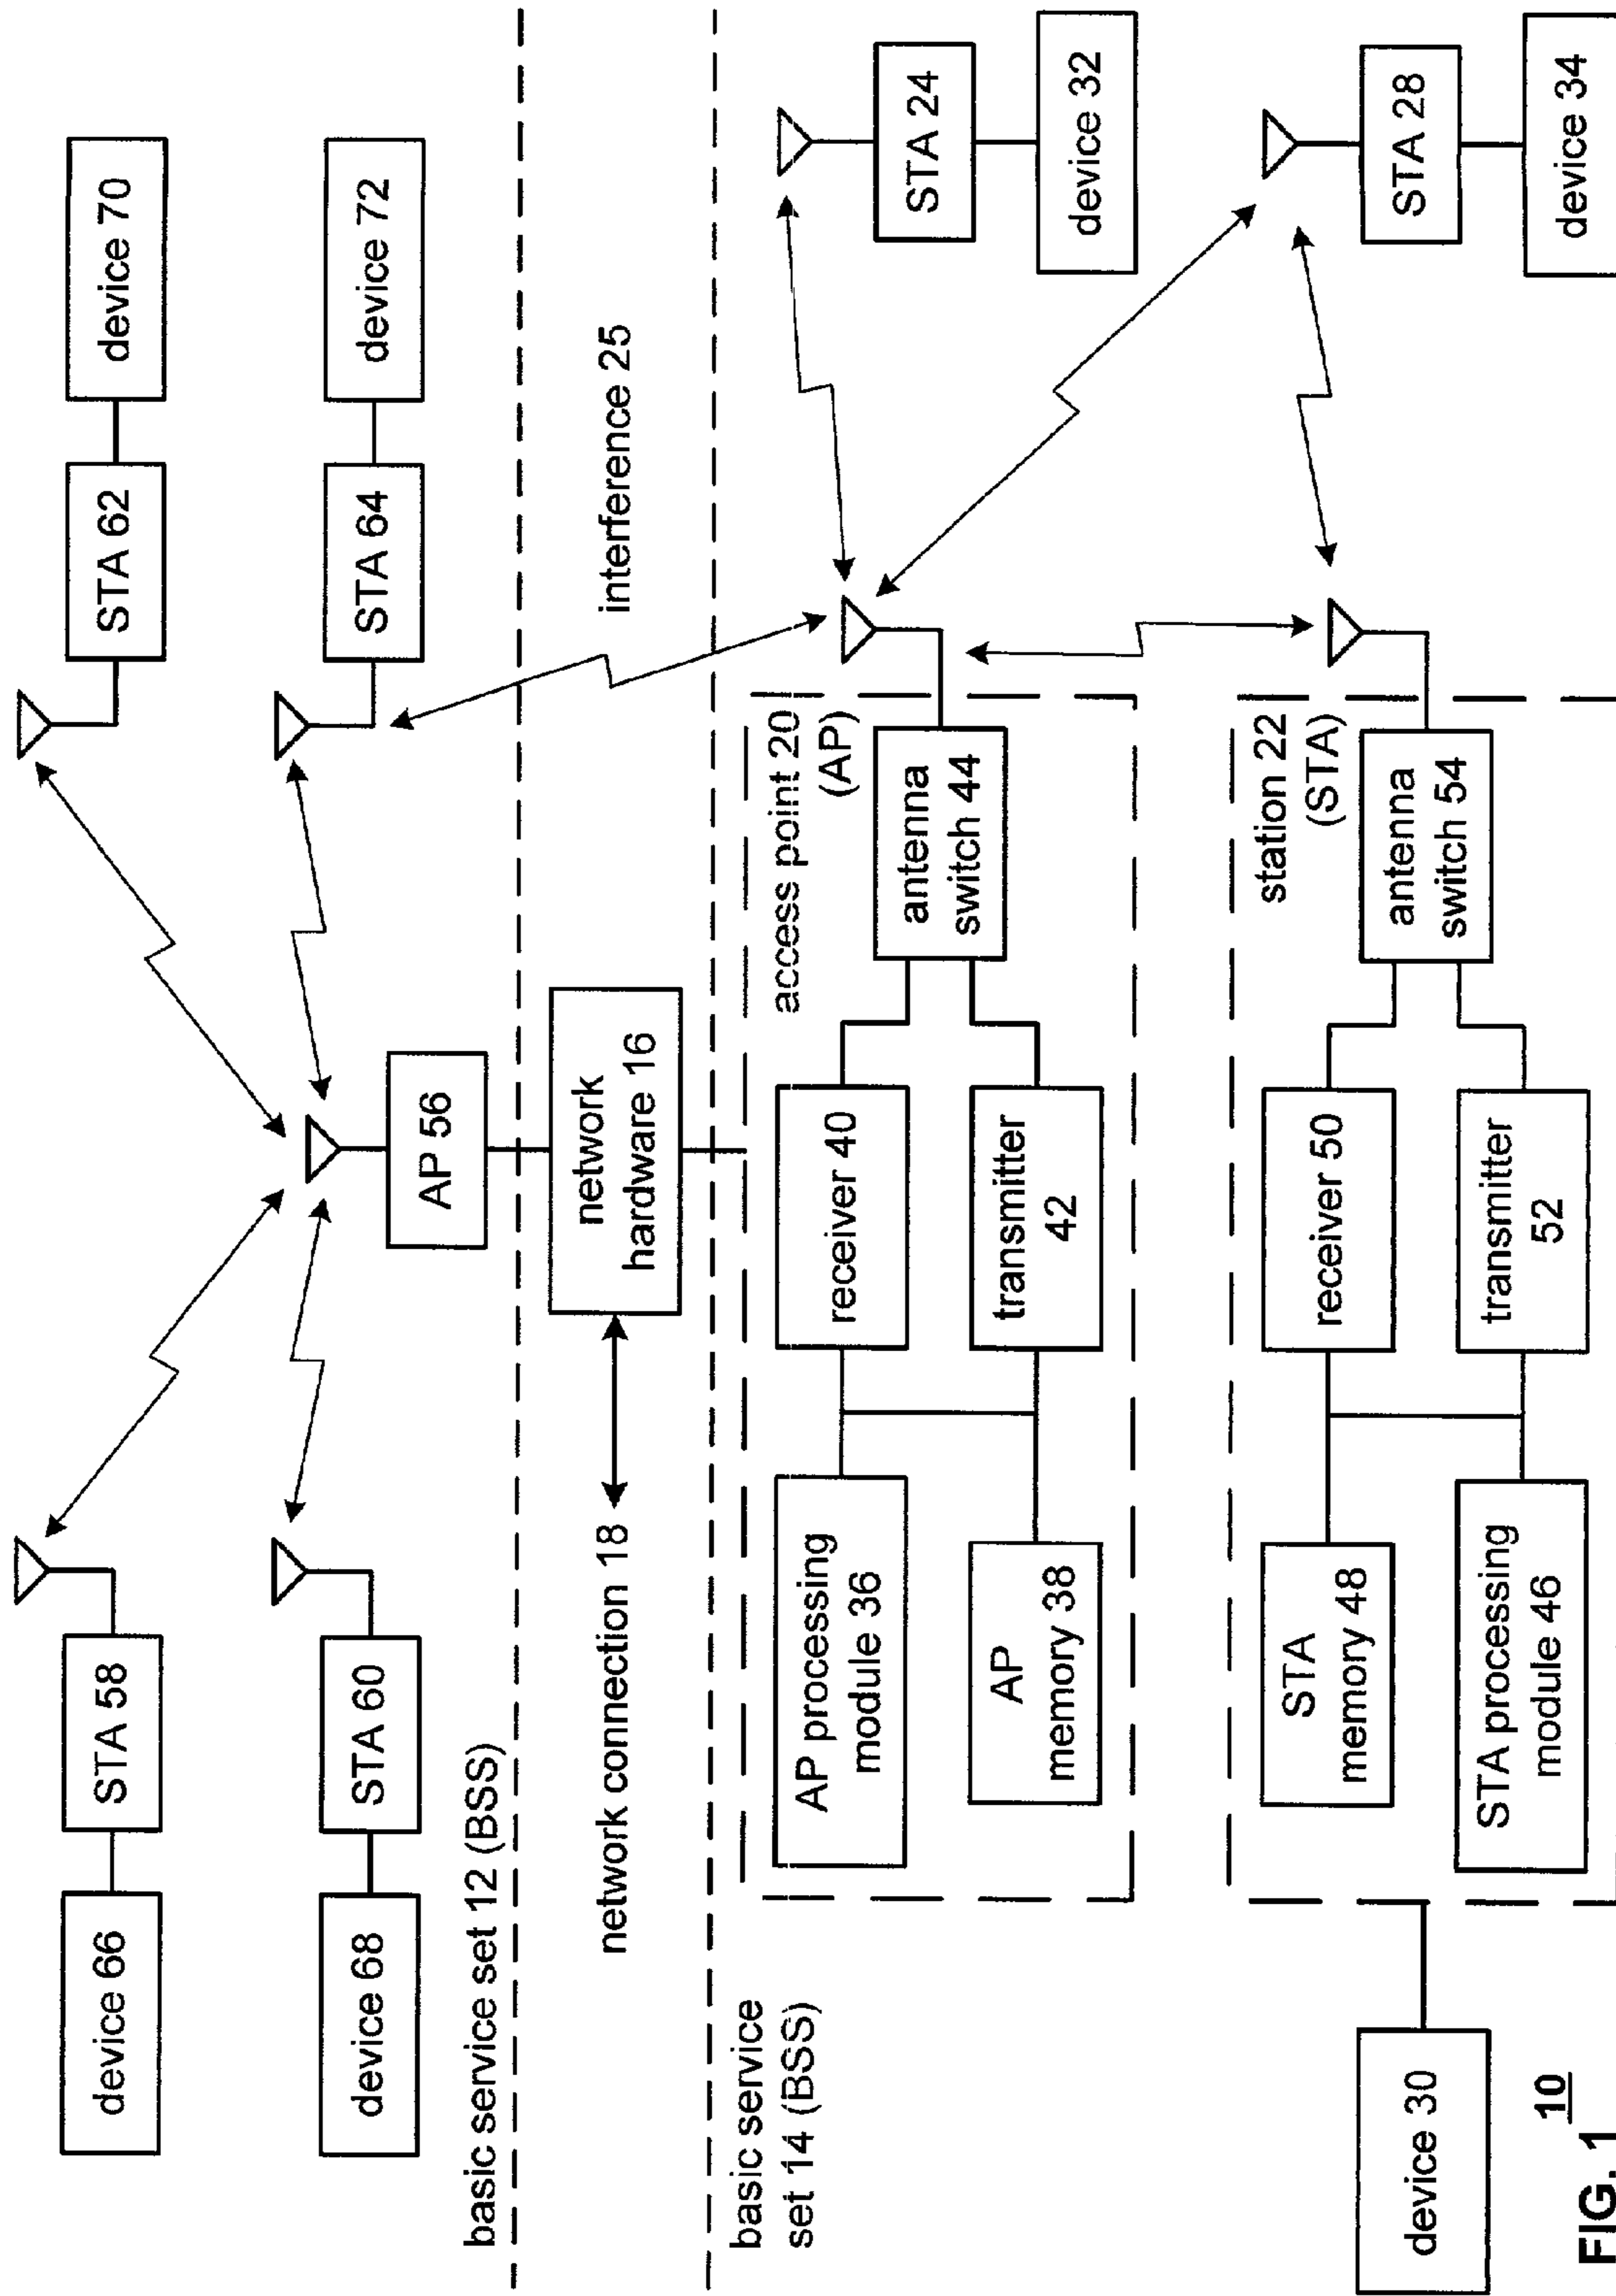 device 66
STA 58
STA 62
device 70
device 68
STA 60
AP 56
STA 64
device 72
basic service set 12 (BSS)
network connection 18
network
hardware 16
interference 25
basic service
set 14 (BSS)
access point 20
(AP)
AP processing
module 36
receiver 40
AP
memory 38
transmitter
42
antenna
switch 44
STA 24
device 32
station 22
(STA)
STA
memory 48
receiver 50
STA processing
module 46
transmitter
52
antenna
switch 54
STA 28
device 34
device 30
10
FIG. 1